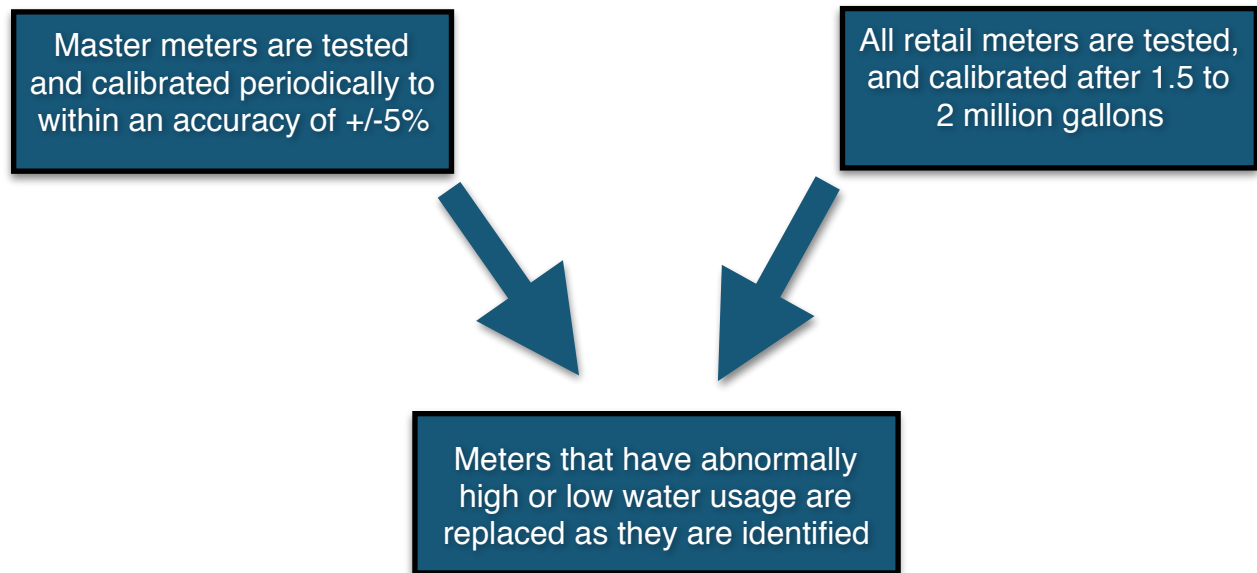 Master meters are tested
and calibrated periodically to
within an accuracy of +/-5%
All retail meters are tested,
and calibrated after 1.5 to
2 million gallons
Meters that have abnormally
high or low water usage are
replaced as they are identified